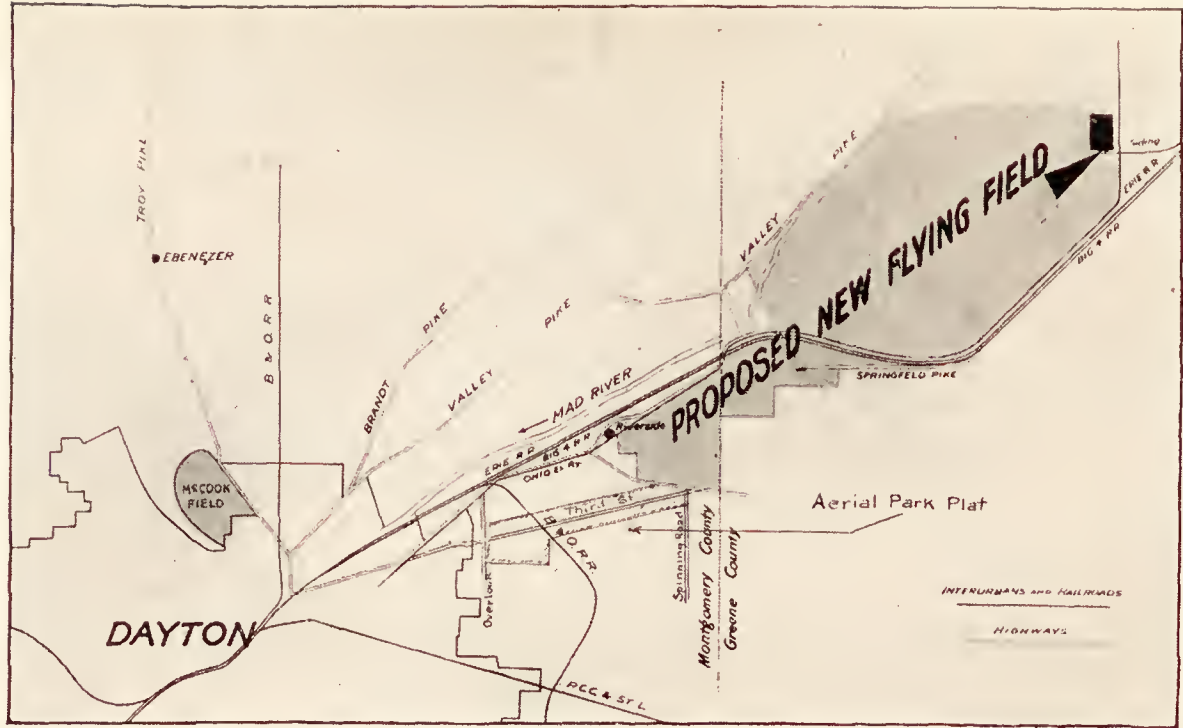 TROY PIKE
EBENEZER
B & O. R R
BRANDT PIKE
VALLEY PIKE
VALLEY PIKE
MAD RIVER
McCOOK
FIELD
PROPOSED NEW FLYING FIELD
ERIE R R
BIG 4 RR
SPRINGFELD PIKE
Riverside
ERIE R R
BIG 4 R R
OHIO EL RY
Third St
B & O. R.R.
Overlook
Spinning Road
Montgomery County
Greene County
Aerial Park Plat
INTERURBANS AND RAILROADS
HIGHWAYS
DAYTON
P.C.C & ST L